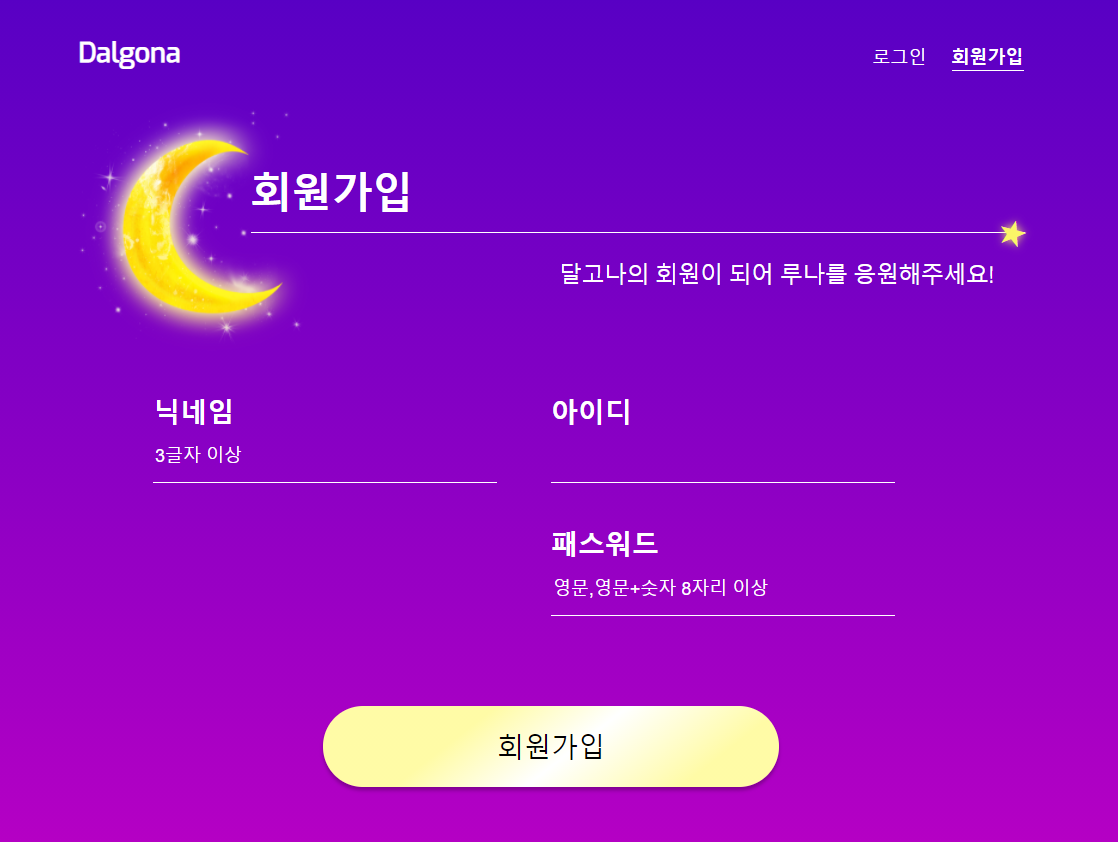 Dalgona
로그인 회원가입
회원가입
달고나의 회원이 되어 루나를 응원해주세요!
닉네임
3글자 이상
아이디
패스워드
영문,영문+숫자 8자리 이상
회원가입